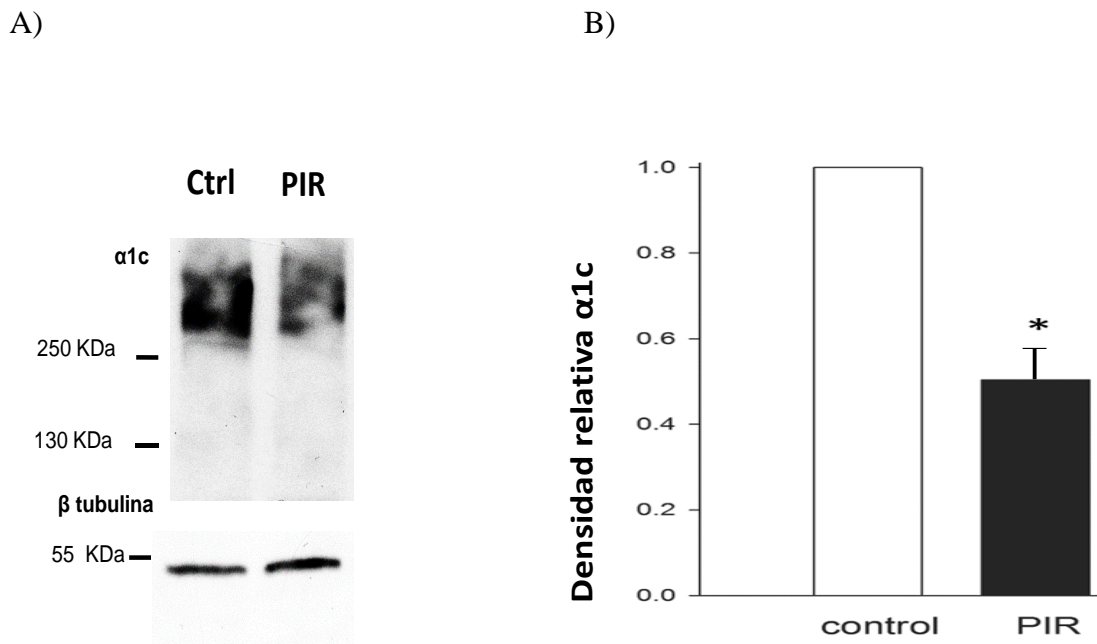 A)
B)
Ctrl PIR
α1c
250 KDa
130 KDa
β tubulina
55 KDa
Densidad relativa α1c
1.0
0.8
0.6
0.4
0.2
0.0
*
control PIR